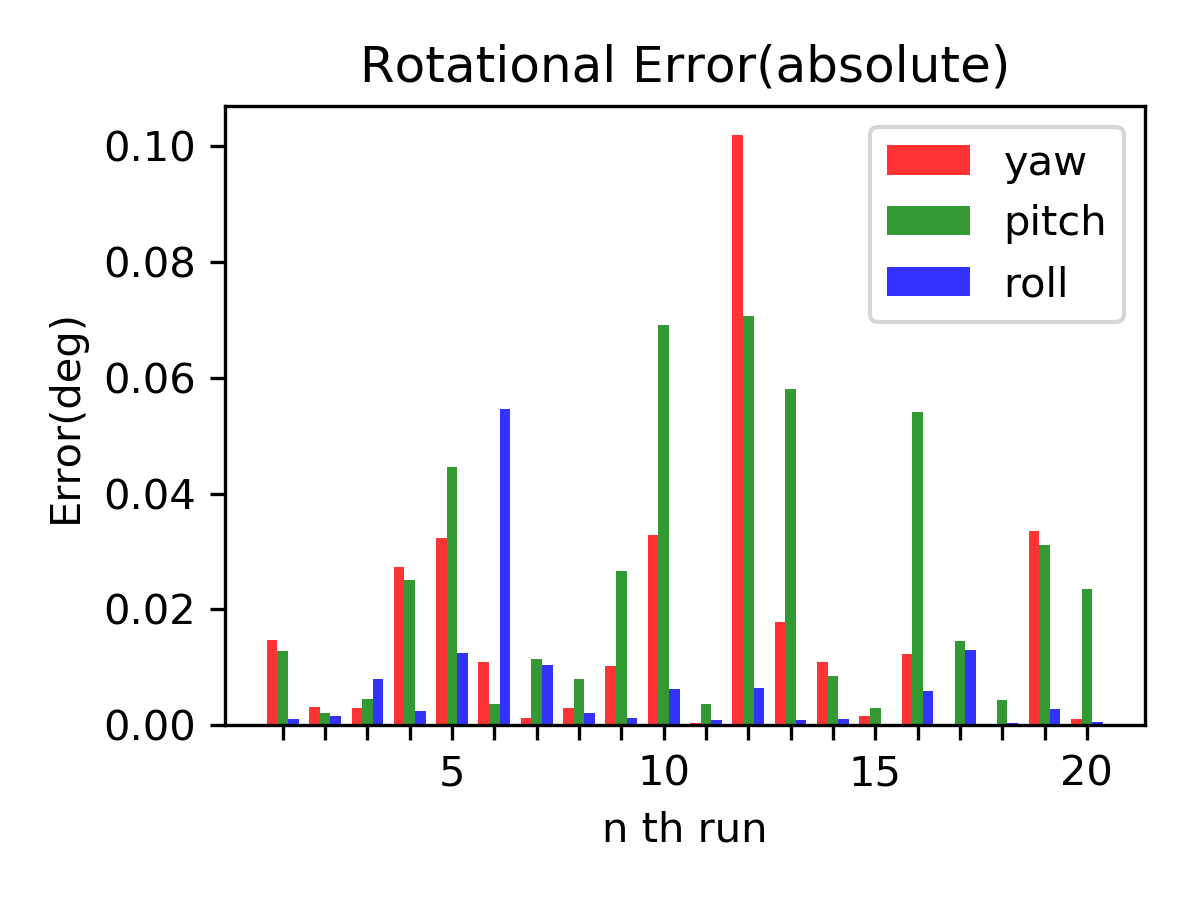 Rotational Error(absolute)
yaw
pitch
roll
0.10
0.08
0.06
0.04
0.02
0.00
Error(deg)
5 10 15 20
n th run